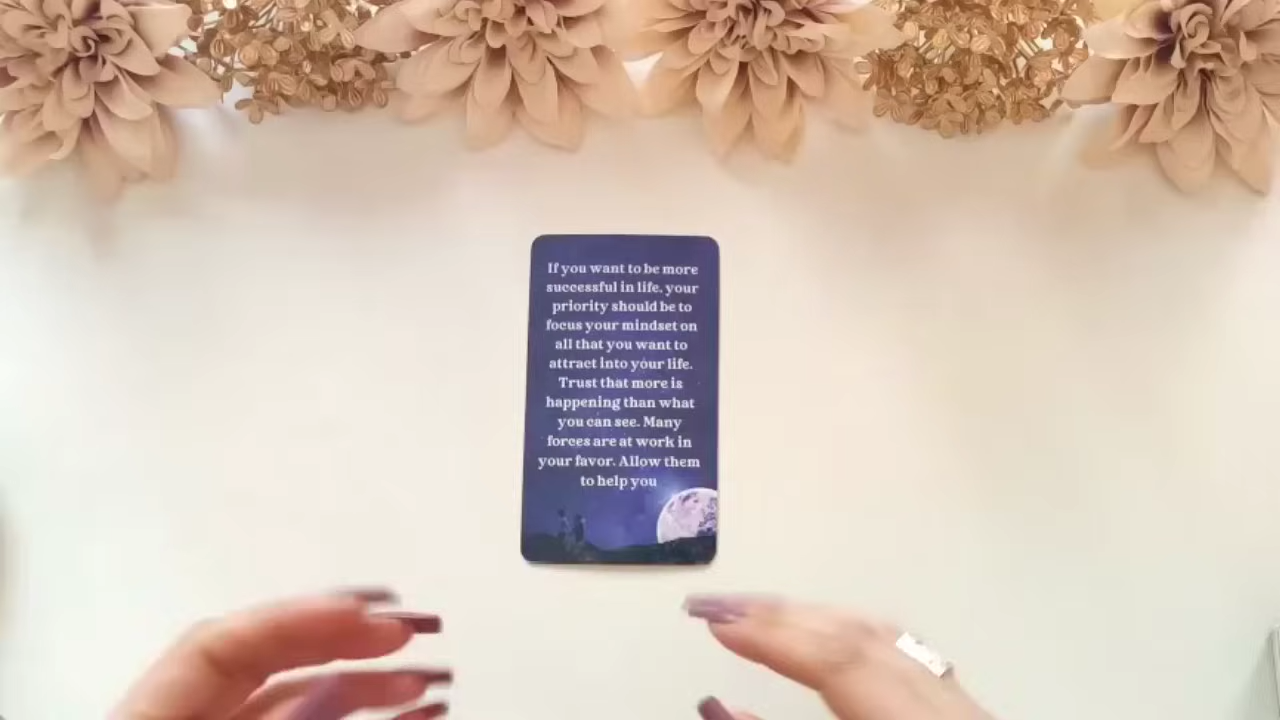 If you want to be more
successful in life, your
priority should be to
focus your mindset on
all that you want to
attract into your life.
Trust that more is
happening than what
you can see. Many
forces are at work in
your favor. Allow them
to help you